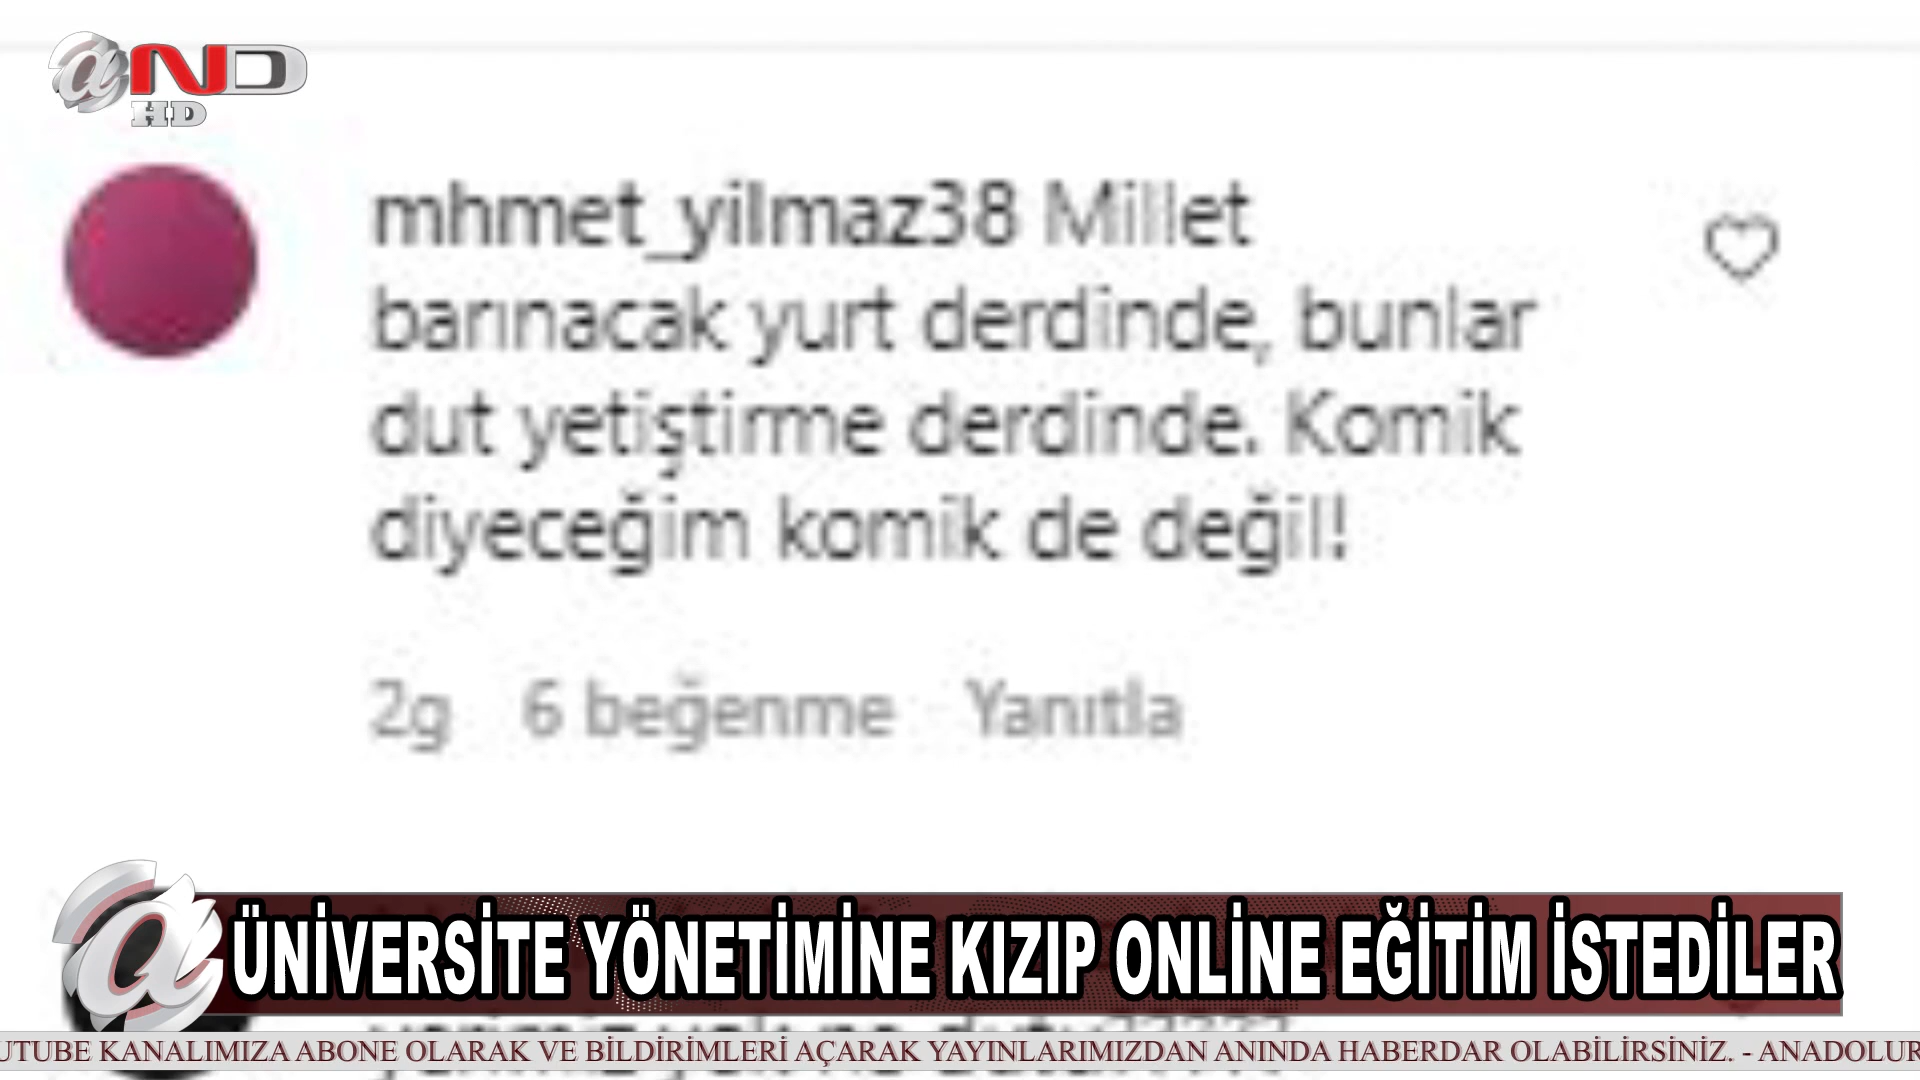 @ND
HD
mhmet_yilmaz38 Millet
barınacak yurt derdinde, bunlar
dut yetiştirme derdinde. Komik
diyeceğim komik de değil!
2g 6 beğenme Yanıtla
ÜNİVERSİTE YÖNETİMİNE KIZIP ONLİNE EĞİTİM İSTEDİLER
UTUBE KANALIMIZA ABONE OLARAK VE BİLDİRİMLERİ AÇARAK YAYINLARIMIZDAN ANINDA HABERDAR OLABİLİRSİNİZ. - ANADOLUR